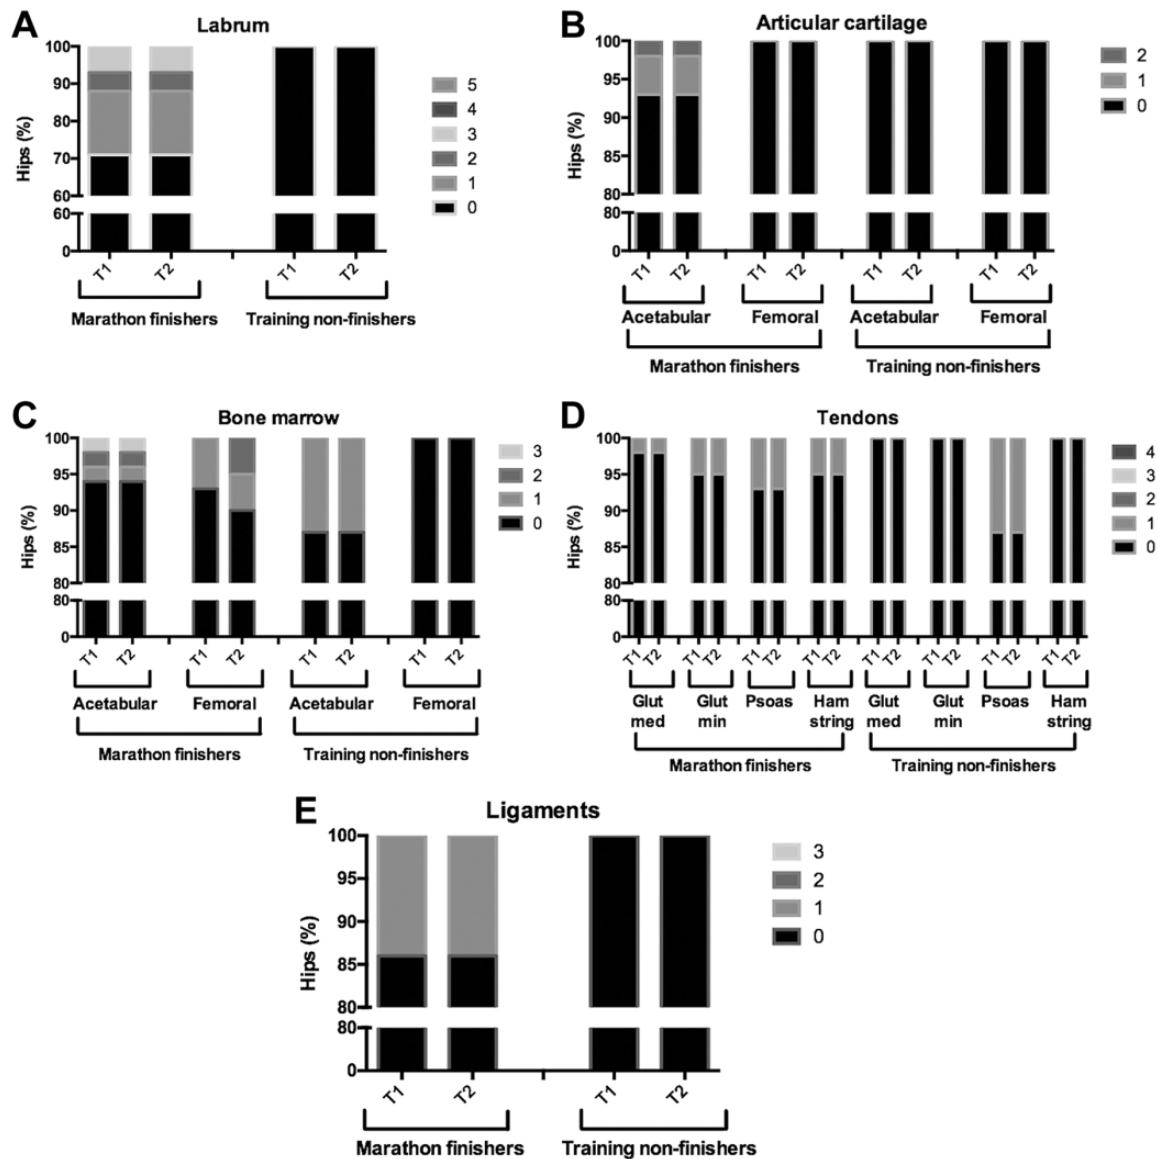 A
Labrum
Hips (%)
100
90
80
70
60
60
0
T1 T2 T1 T2
Marathon finishers Training non-finishers
5
4
3
2
1
0
B
Articular cartilage
Hips (%)
100
95
90
85
80
80
0
T1 T2 T1 T2 T1 T2 T1 T2
Acetabular Femoral Acetabular Femoral
Marathon finishers Training non-finishers
2
1
0
C
Bone marrow
Hips (%)
100
95
90
85
80
80
0
T1 T2 T1 T2 T1 T2 T1 T2
Acetabular Femoral Acetabular Femoral
Marathon finishers Training non-finishers
3
2
1
0
D
Tendons
Hips (%)
100
95
90
85
80
80
0
T1 T2 T1 T2 T1 T2 T1 T2 T1 T2 T1 T2 T1 T2 T1 T2
Glut Glut Psoas Ham Glut Glut Psoas Ham
med min string med min string
Marathon finishers Training non-finishers
4
3
2
1
0
E
Ligaments
Hips (%)
100
95
90
85
80
80
0
T1 T2 T1 T2
Marathon finishers Training non-finishers
3
2
1
0